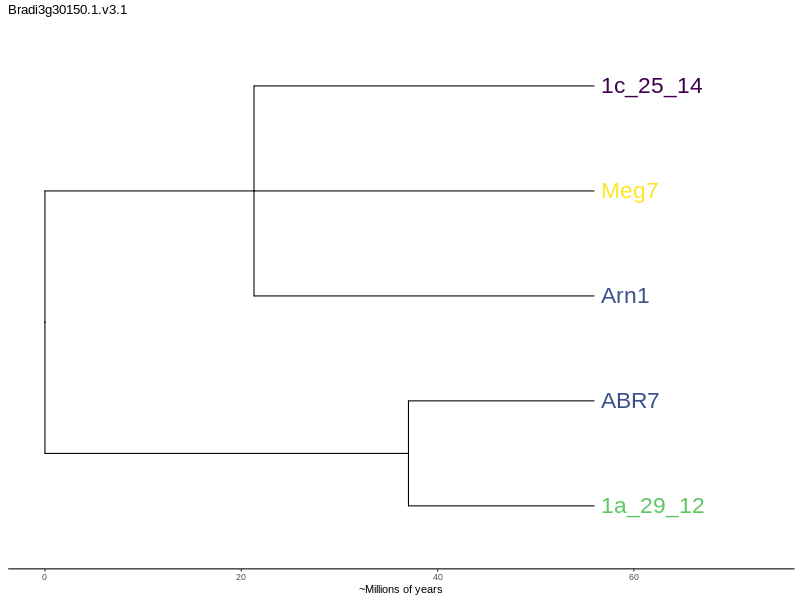 Bradi3g30150.1.v3.1
1c_25_14
Meg7
Arn1
ABR7
1a_29_12
0 20 40 60
~Millions of years